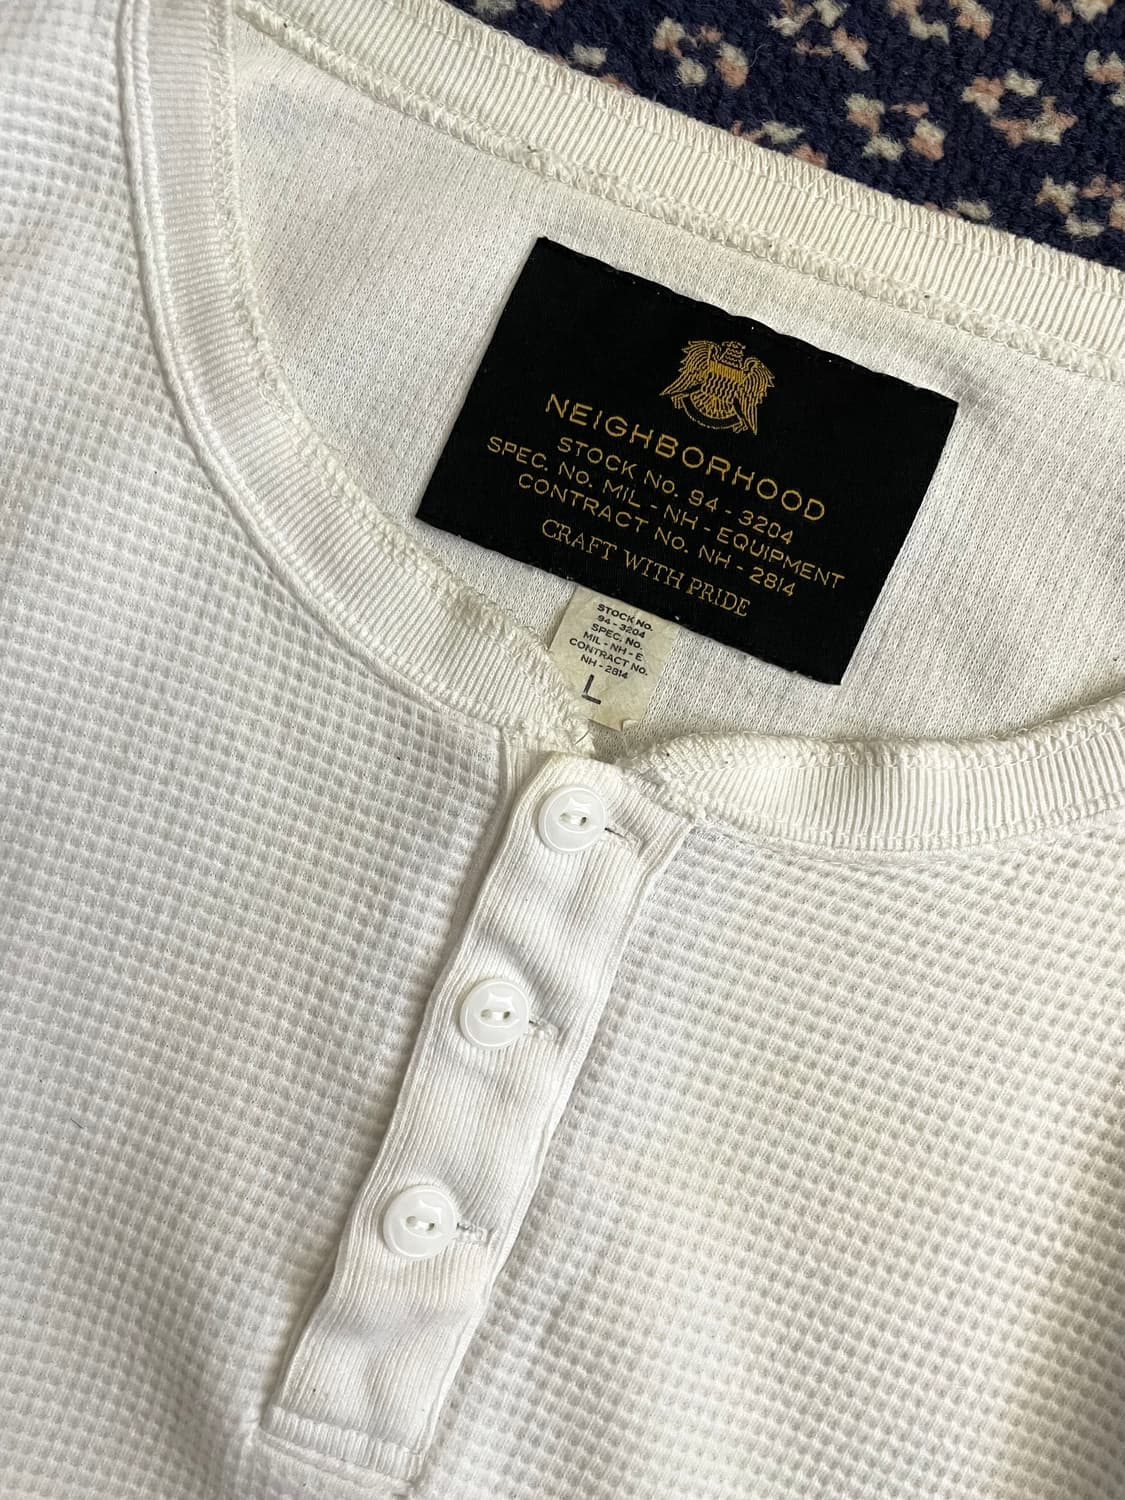 NEIGHBORHOOD
STOCK NO. 94 - 3204
SPEC. NO. MIL - NH - EQUIPMENT
CONTRACT NO. NH - 2814
CRAFT WITH PRIDE
STOCK NO.
94 - 3204
SPEC. NO.
MIL - NH - E
CONTRACT NO.
NH - 2814
L